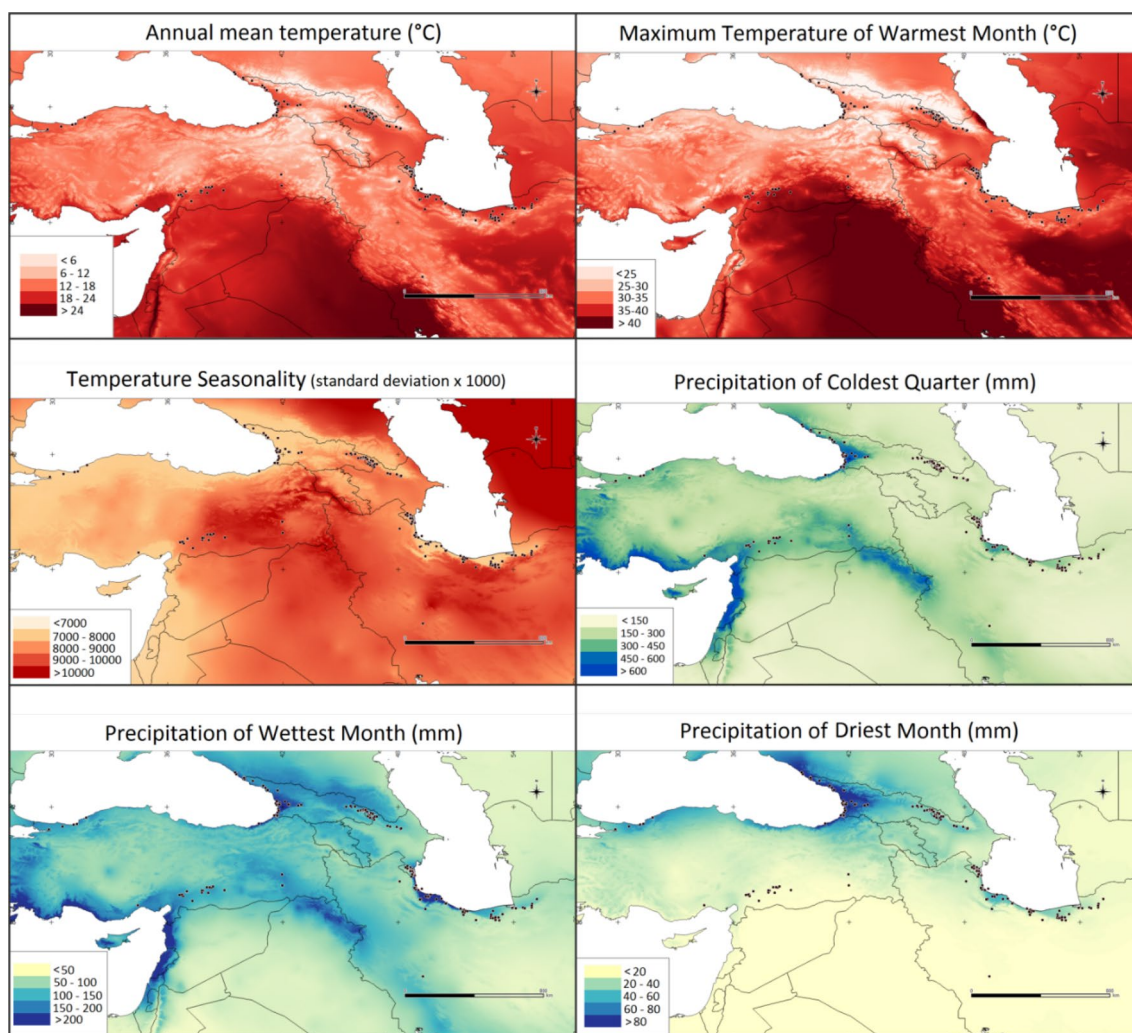 Annual mean temperature (°C)
< 6
6 - 12
12 - 18
18 - 24
> 24
Maximum Temperature of Warmest Month (°C)
<25
25-30
30-35
35-40
> 40
Temperature Seasonality (standard deviation x 1000)
<7000
7000 - 8000
8000 - 9000
9000 - 10000
>10000
Precipitation of Coldest Quarter (mm)
< 150
150 - 300
300 - 450
450 - 600
> 600
Precipitation of Wettest Month (mm)
<50
50 - 100
100 - 150
150 - 200
>200
Precipitation of Driest Month (mm)
<20
20 - 40
40 - 60
60 - 80
>80